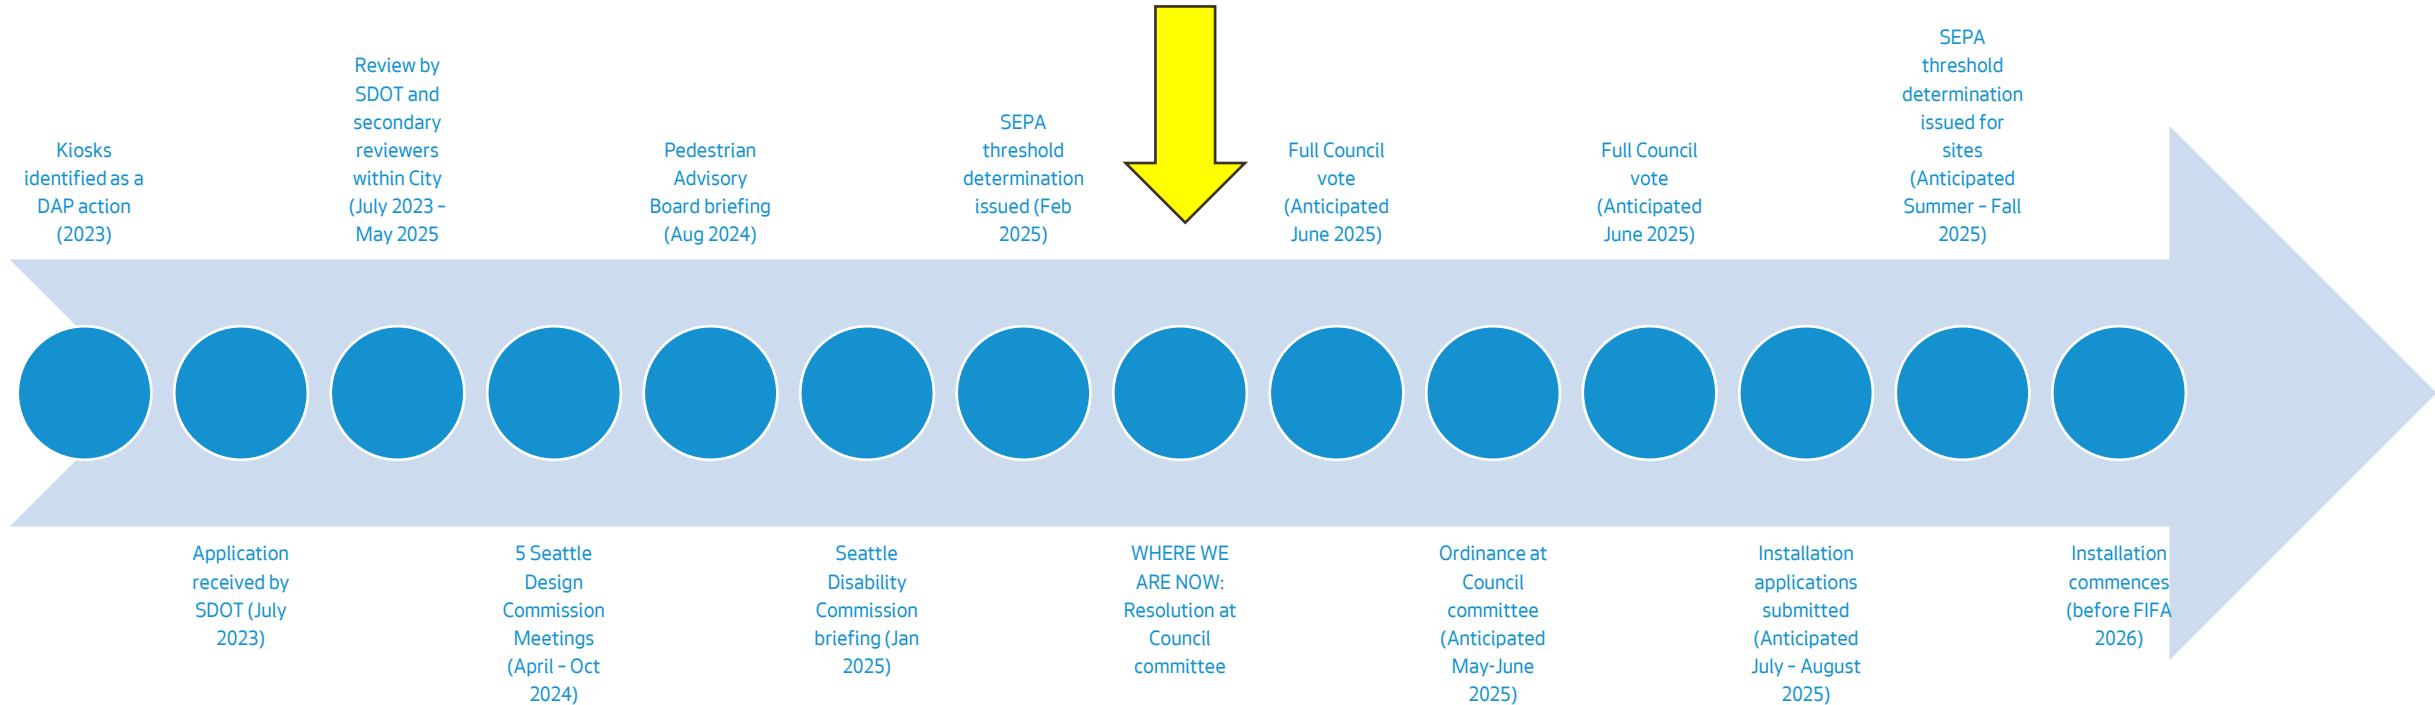 Kiosks
identified as a
DAP action
(2023)
Application
received by
SDOT (July
2023)
Review by
SDOT and
secondary
reviewers
within City
(July 2023 –
May 2025
5 Seattle
Design
Commission
Meetings
(April – Oct
2024)
Pedestrian
Advisory
Board briefing
(Aug 2024)
Seattle
Disability
Commission
briefing (Jan
2025)
SEPA
threshold
determination
issued (Feb
2025)
WHERE WE
ARE NOW:
Resolution at
Council
committee
Full Council
vote
(Anticipated
June 2025)
Ordinance at
Council
committee
(Anticipated
May-June
2025)
Full Council
vote
(Anticipated
June 2025)
Installation
applications
submitted
(Anticipated
July – August
2025)
SEPA
threshold
determination
issued for
sites
(Anticipated
Summer – Fall
2025)
Installation
commences
(before FIFA
2026)